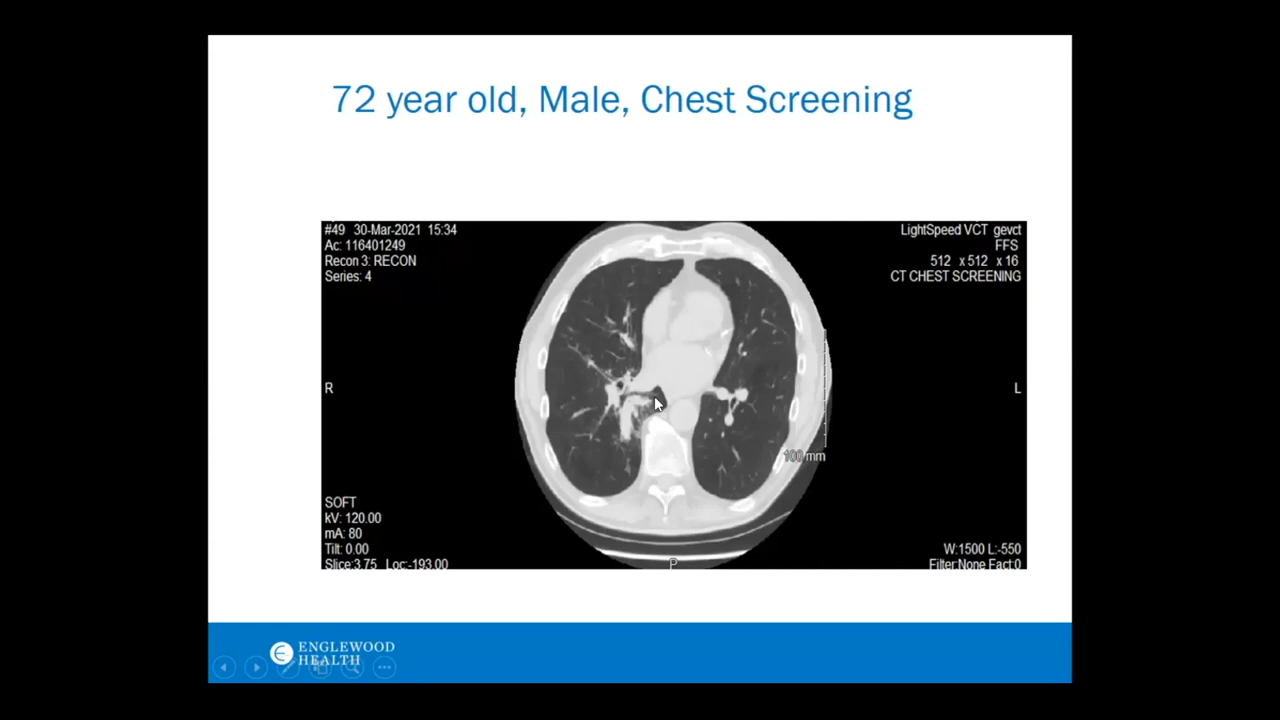 72 year old, Male, Chest Screening
#49 30-Mar-2021 15:34
Ac: 116401249
Recon 3: RECON
Series: 4
LightSpeed VCT gevct
FFS
512 x 512 x 16
CT CHEST SCREENING
R
L
100 mm
SOFT
kV: 120.00
mA: 80
Tilt: 0.00
Slice:3.75 Loc:-193.00
P
W:1500 L:-550
Filter:None Fact:0
ENGLEWOOD
HEALTH